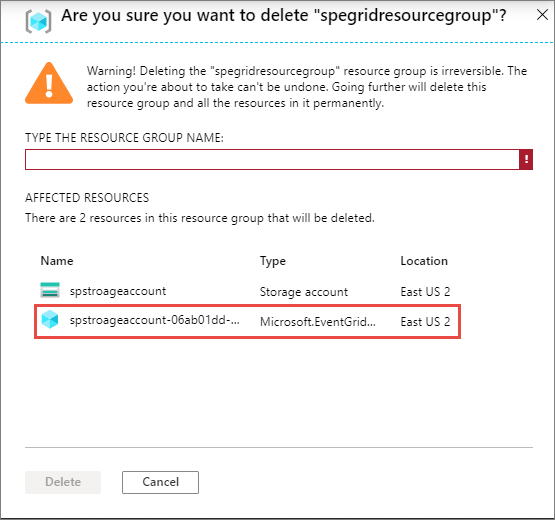 Are you sure you want to delete "spegridresourcegroup"?
Warning! Deleting the "spegridresourcegroup" resource group is irreversible. The
action you're about to take can't be undone. Going further will delete this
resource group and all the resources in it permanently.
TYPE THE RESOURCE GROUP NAME:
!
AFFECTED RESOURCES
There are 2 resources in this resource group that will be deleted.
Name Type Location
spstroageaccount Storage account East US 2
spstroageaccount-06ab01dd-... Microsoft.EventGrid... East US 2
Delete Cancel